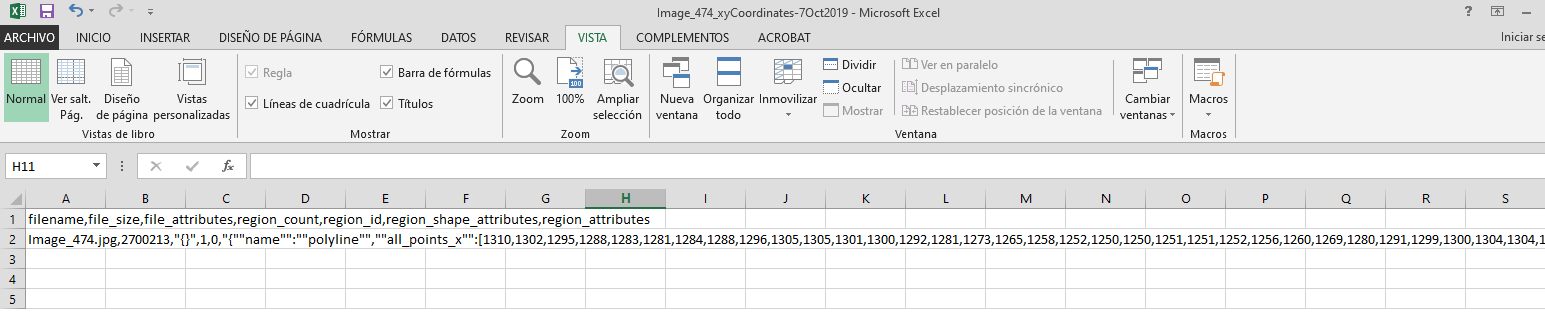 Image_474_xyCoordinates-7Oct2019 - Microsoft Excel
ARCHIVO INICIO INSERTAR DISEÑO DE PÁGINA FÓRMULAS DATOS REVISAR VISTA COMPLEMENTOS ACROBAT Iniciar se
Normal
Ver salt. Pág.
Diseño de página
Vistas personalizadas
Vistas de libro
Regla
Barra de fórmulas
Líneas de cuadrícula
Títulos
Mostrar
Zoom
100
100%
Ampliar selección
Zoom
Nueva ventana
Organizar todo
Inmovilizar
Dividir
Ocultar
Mostrar
Ver en paralelo
Desplazamiento sincrónico
Restablecer posición de la ventana
Cambiar ventanas
Ventana
Macros
Macros
H11 fx
A B C D E F G H I J K L M N O P Q R S
1 filename,file_size,file_attributes,region_count,region_id,region_shape_attributes,region_attributes
2 Image_474.jpg,2700213,"{}",1,0,"{""name"":""polyline"",""all_points_x"":[1310,1302,1295,1288,1283,1281,1284,1288,1296,1305,1305,1301,1300,1292,1281,1273,1265,1258,1252,1250,1250,1251,1251,1252,1256,1260,1269,1280,1291,1299,1300,1304,1304,1
3
4
5